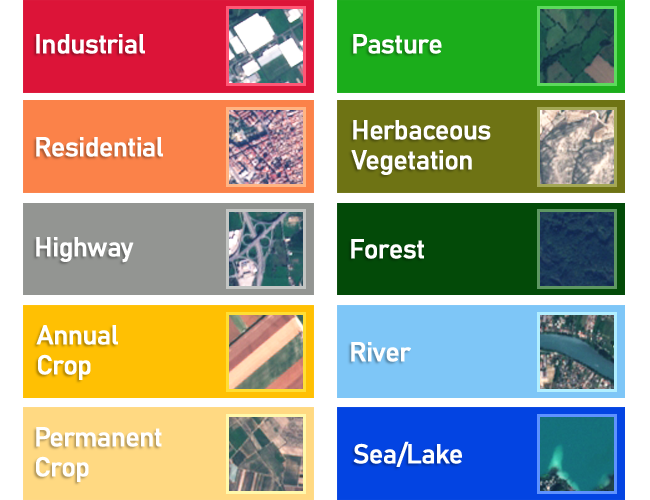 Industrial
Pasture
Residential
Herbaceous
Vegetation
Highway
Forest
Annual
Crop
River
Permanent
Crop
Sea/Lake